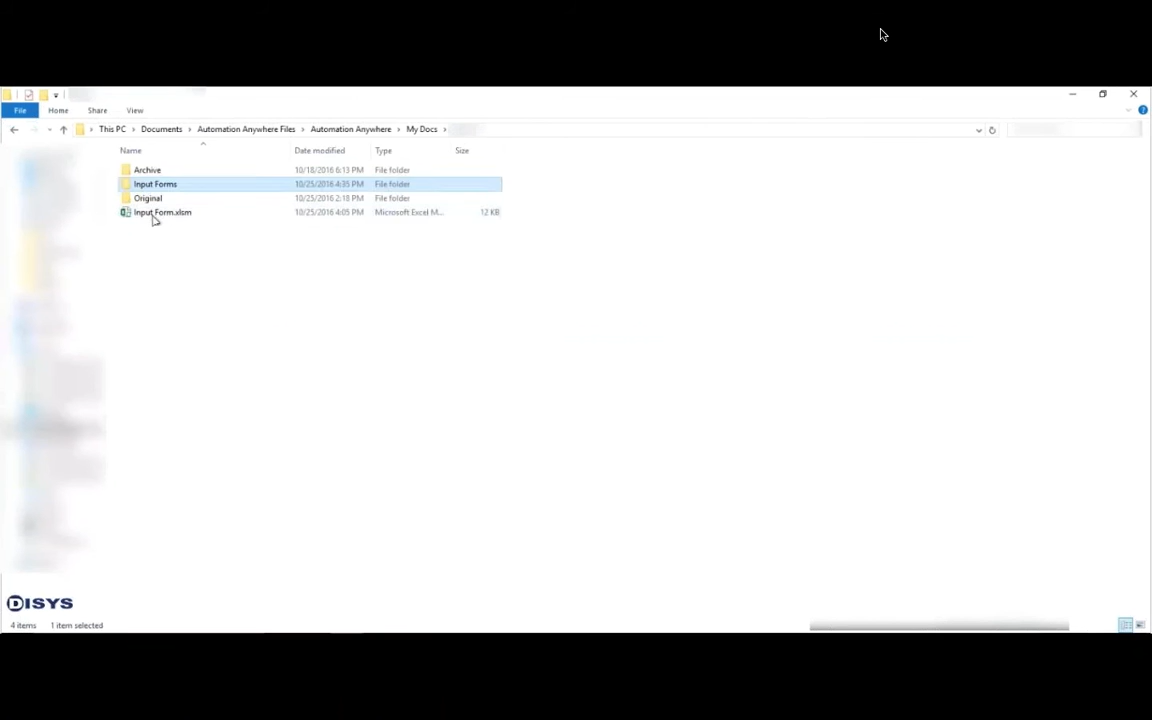 File Home Share View
This PC > Documents > Automation Anywhere Files > Automation Anywhere > My Docs >
Name Date modified Type Size
Archive 10/18/2016 6:13 PM File folder
Input Forms 10/25/2016 4:35 PM File folder
Original 10/25/2016 2:18 PM File folder
Input Form.xlsm 10/25/2016 4:05 PM Microsoft Excel M... 12 KB
DISYS
4 items 1 item selected